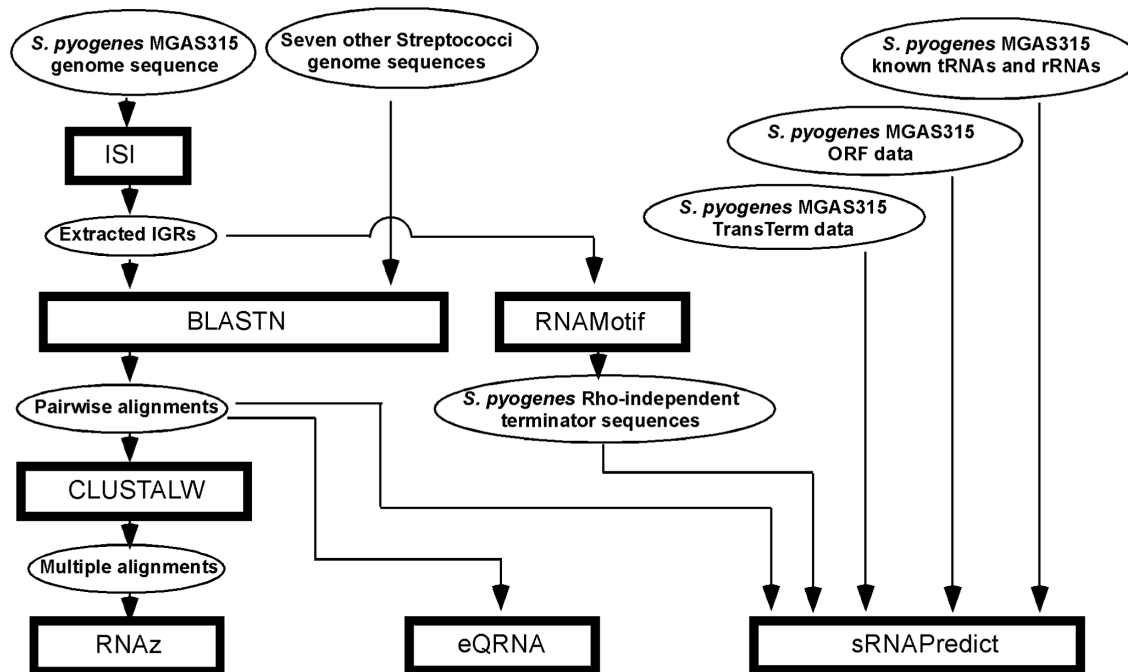 S. pyogenes MGAS315
genome sequence
Seven other Streptococci
genome sequences
S. pyogenes MGAS315
known tRNAs and rRNAs
S. pyogenes MGAS315
ORF data
ISI
S. pyogenes MGAS315
TransTerm data
Extracted IGRs
BLASTN
RNAMotif
Pairwise alignments
S. pyogenes Rho-independent
terminator sequences
CLUSTALW
Multiple alignments
RNAz
eQRNA
sRNAPredict